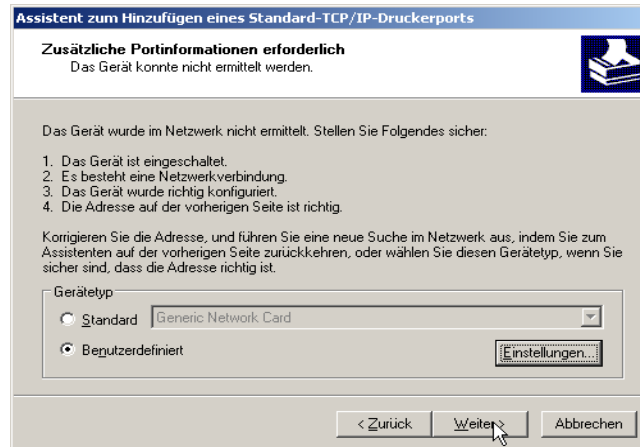 Assistent zum Hinzufügen eines Standard-TCP/IP-Druckerports
Zusätzliche Portinformationen erforderlich
Das Gerät konnte nicht ermittelt werden.
Das Gerät wurde im Netzwerk nicht ermittelt. Stellen Sie Folgendes sicher:
1. Das Gerät ist eingeschaltet.
2. Es besteht eine Netzwerkverbindung.
3. Das Gerät wurde richtig konfiguriert.
4. Die Adresse auf der vorherigen Seite ist richtig.
Korrigieren Sie die Adresse, und führen Sie eine neue Suche im Netzwerk aus, indem Sie zum
Assistenten auf der vorherigen Seite zurückkehren, oder wählen Sie diesen Gerätetyp, wenn Sie
sicher sind, dass die Adresse richtig ist.
Gerätetyp
Standard Generic Network Card
Benutzerdefiniert Einstellungen...
< Zurück Weiter > Abbrechen